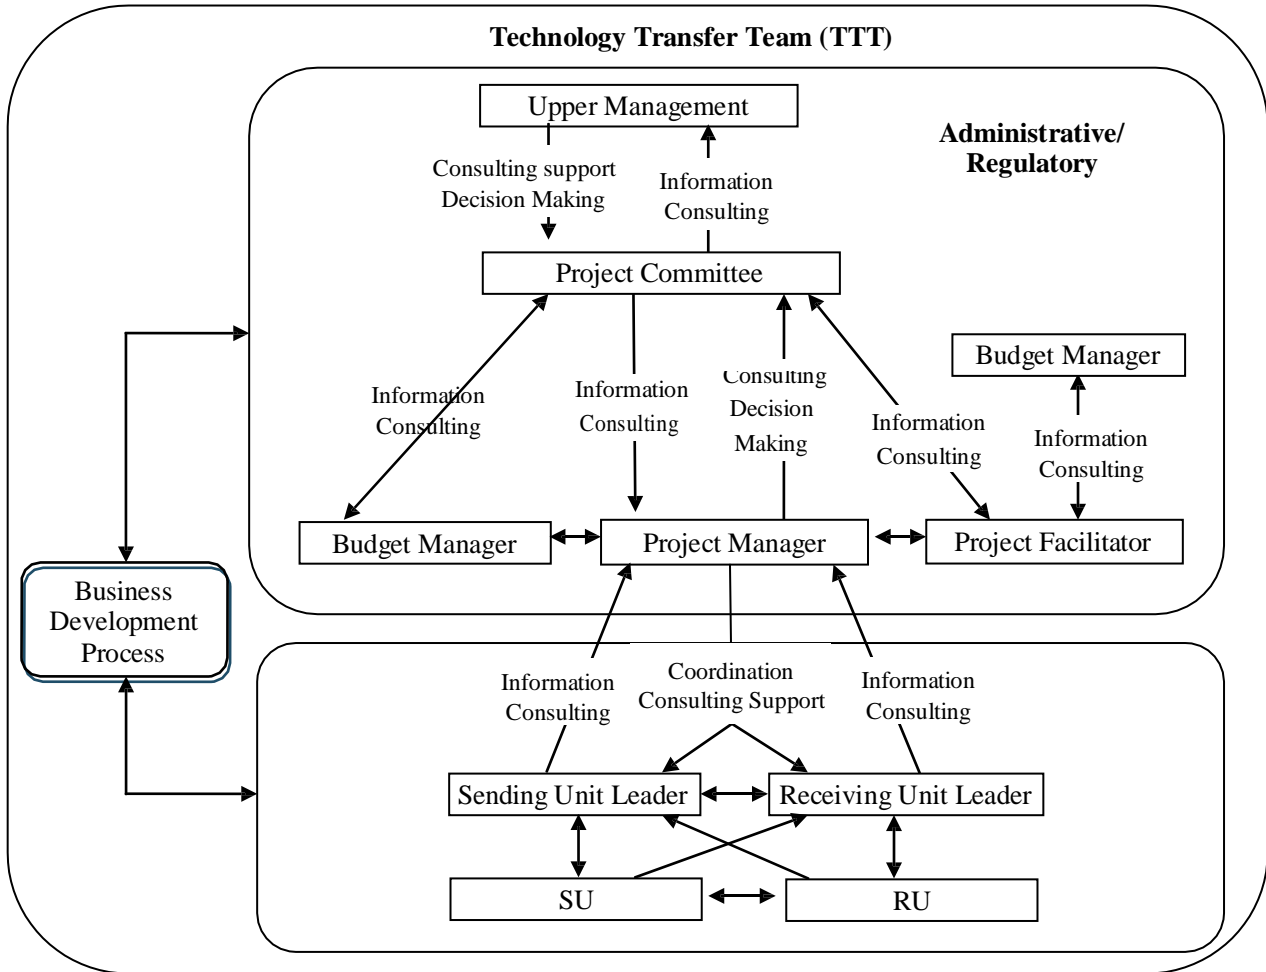 Technology Transfer Team (TTT)
Upper Management
Administrative/
Regulatory
Consulting support
Decision Making
Information
Consulting
Project Committee
Budget Manager
Information
Consulting
Information
Consulting
Consulting
Decision
Making
Information
Consulting
Information
Consulting
Budget Manager
Project Manager
Project Facilitator
Business
Development
Process
Information
Consulting
Coordination
Consulting Support
Information
Consulting
Sending Unit Leader
Receiving Unit Leader
SU
RU